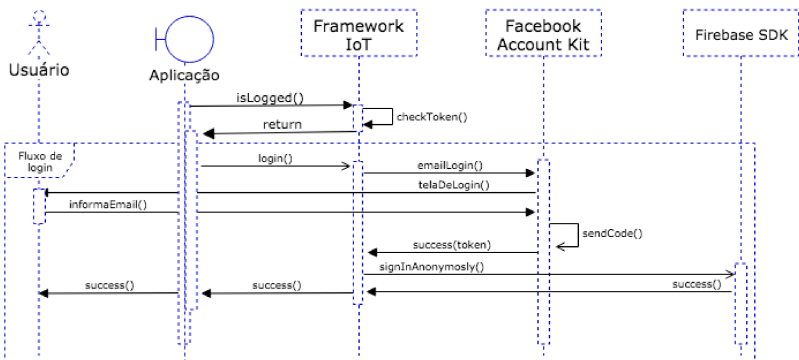 Usuário
Aplicação
Framework
IoT
Facebook
Account Kit
Firebase SDK
isLogged()
checkToken()
return
Fluxo de
login
login()
emailLogin()
telaDeLogin()
informaEmail()
sendCode()
success(token)
signInAnonymosly()
success()
success()
success()